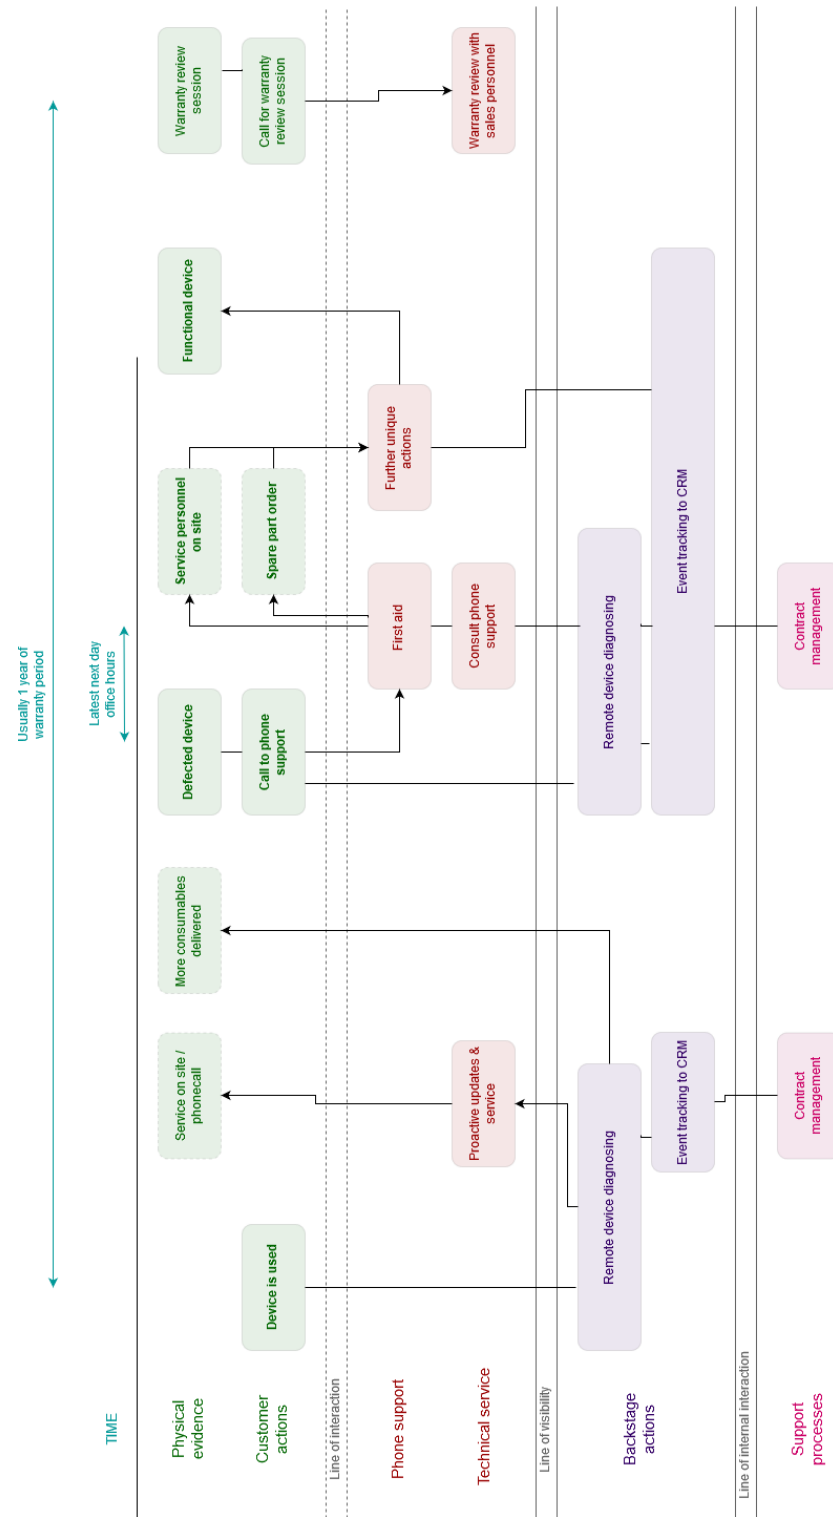 Usually 1 year of
warranty period
TIME
Latest next day
office hours
Physical
evidence
Service on site /
phonecall
More consumables
delivered
Defected device
Service personnel
on site
Functional device
Warranty review
session
Customer
actions
Device is used
Call to phone
support
Spare part order
Call for warranty
review session
Line of interaction
Phone support
First aid
Further unique
actions
Technical service
Proactive updates &
service
Consult phone
support
Warranty review with
sales personnel
Line of visibility
Backstage
actions
Remote device diagnosing
Remote device diagnosing
Event tracking to CRM
Event tracking to CRM
Line of internal interaction
Support
processes
Contract
management
Contract
management